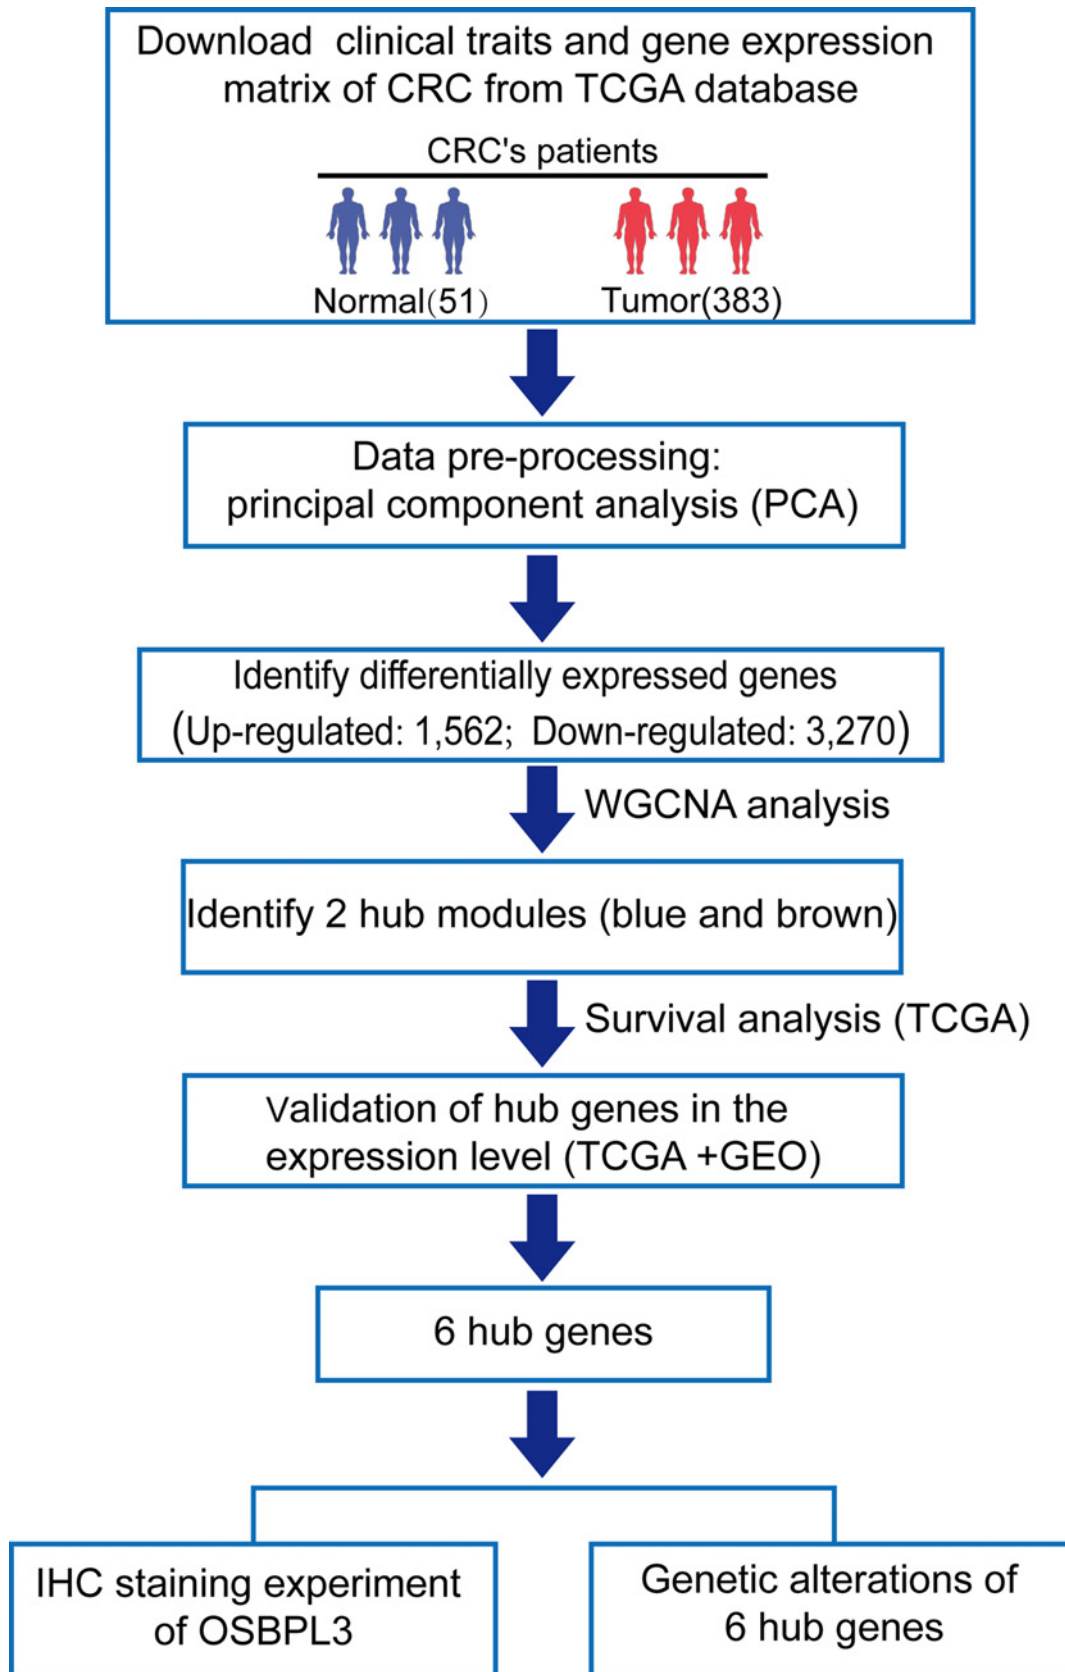 Download clinical traits and gene expression
matrix of CRC from TCGA database
CRC's patients
Normal(51)
Tumor(383)
Data pre-processing:
principal component analysis (PCA)
Identify differentially expressed genes
(Up-regulated: 1,562; Down-regulated: 3,270)
WGCNA analysis
Identify 2 hub modules (blue and brown)
Survival analysis (TCGA)
Validation of hub genes in the
expression level (TCGA +GEO)
6 hub genes
IHC staining experiment
of OSBPL3
Genetic alterations of
6 hub genes